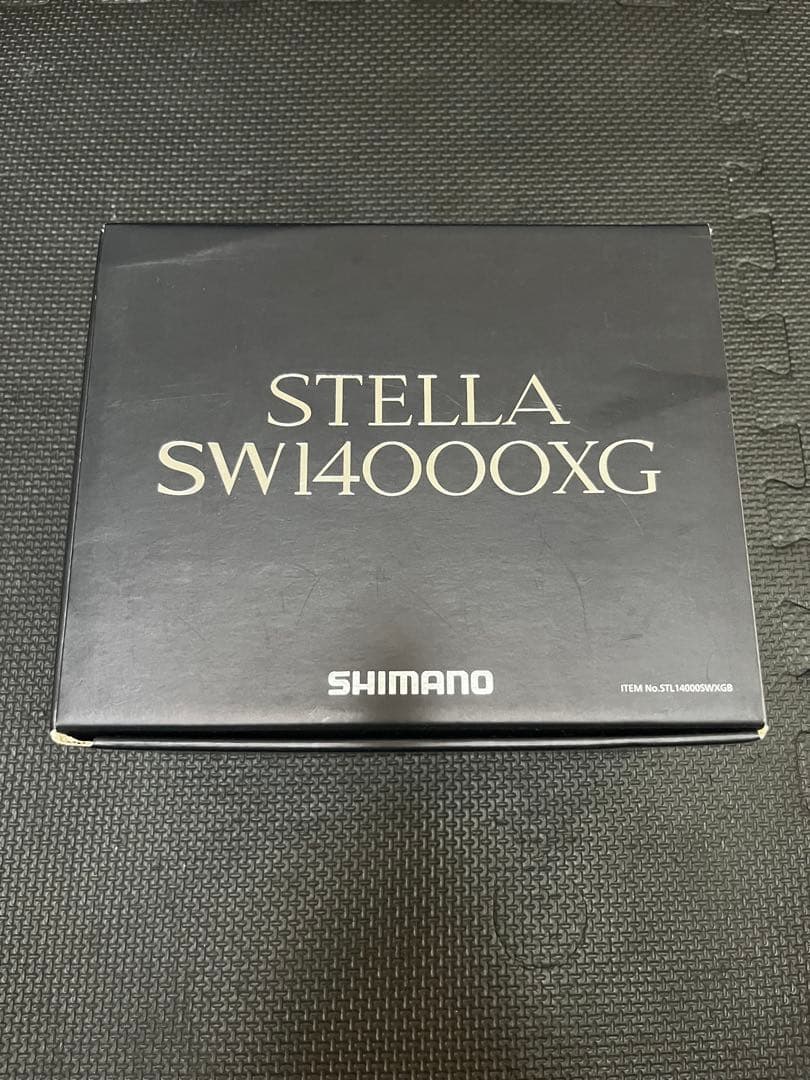 STELLA
SW14000XG
SHIMANO
ITEM No.STL14000SWXGB